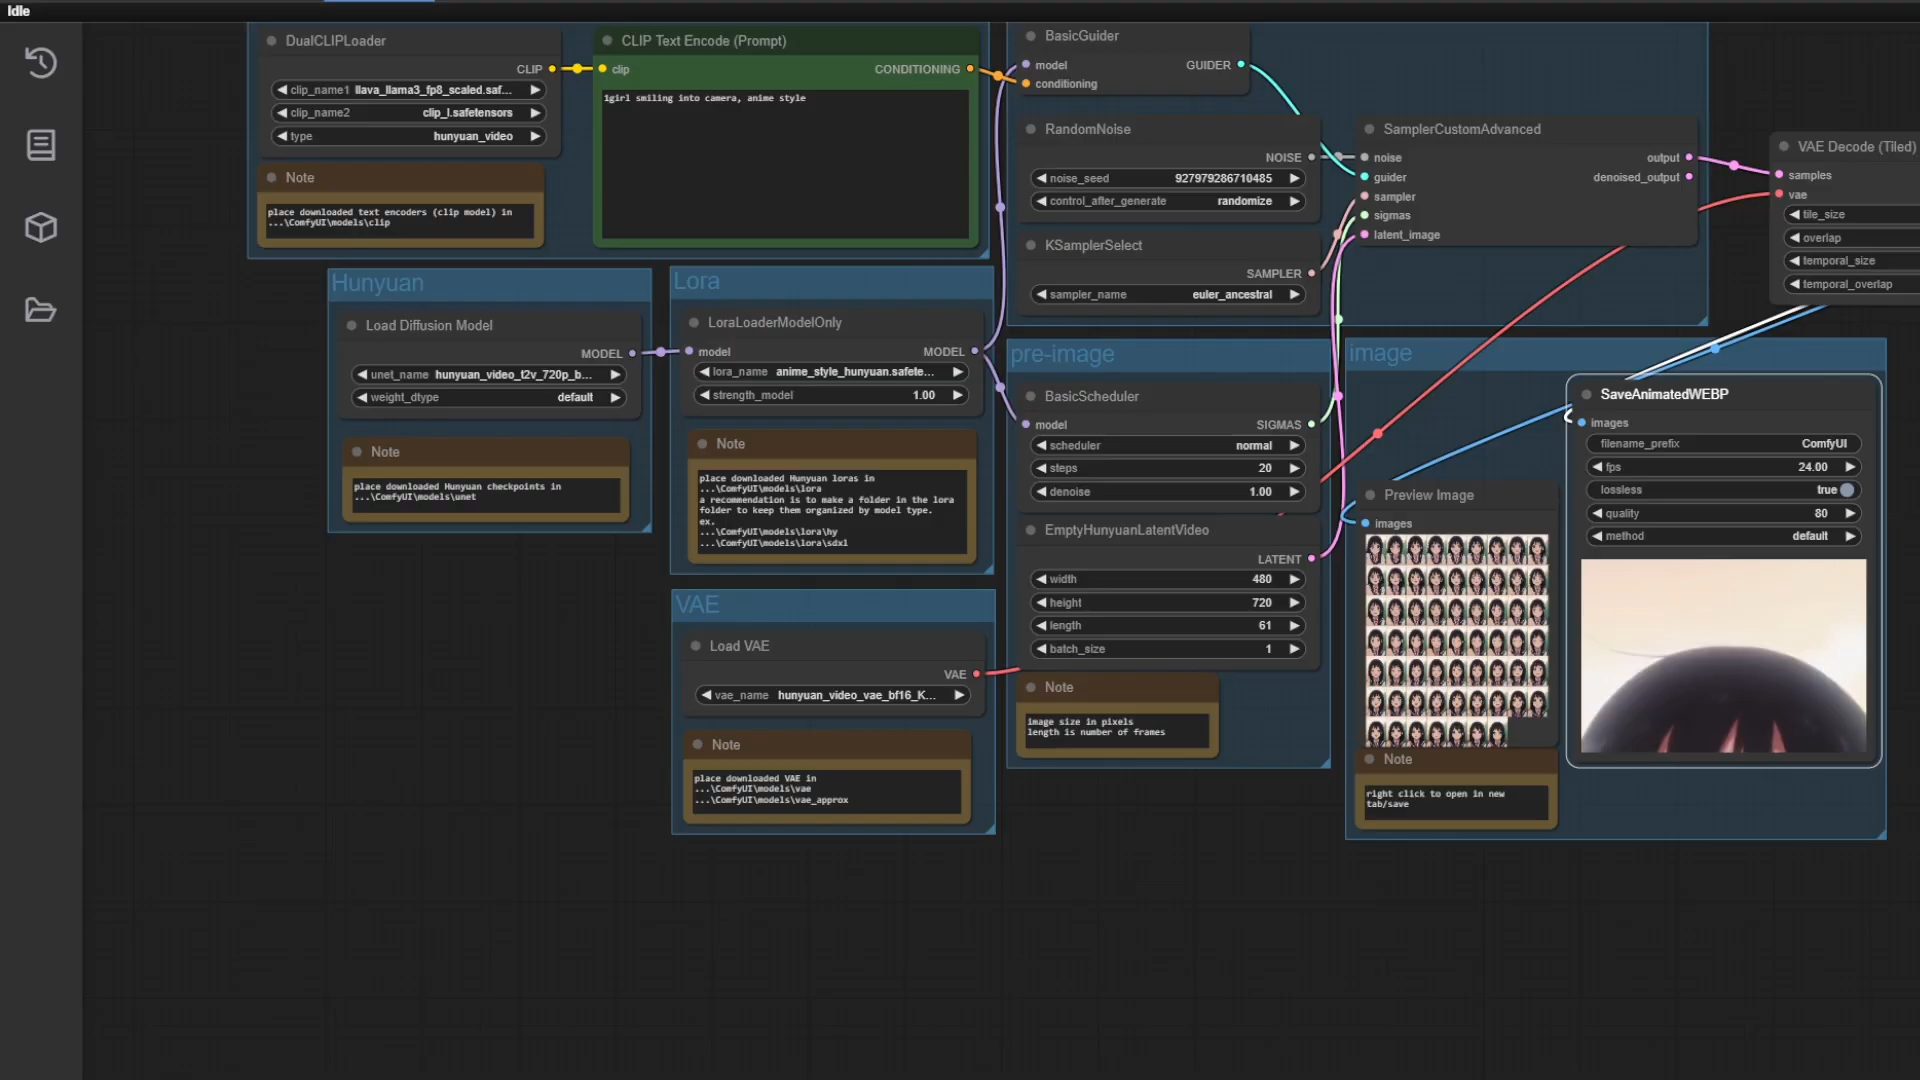 Idle
DualCLIPLoader
CLIP
clip_name1 llava_llama3_fp8_scaled.saf...
clip_name2 clip_l.safetensors
type hunyuan_video
Note
place downloaded text encoders (clip model) in
...\ComfyUI\models\clip
CLIP Text Encode (Prompt)
clip CONDITIONING
1girl smiling into camera, anime style
Hunyuan
Load Diffusion Model
MODEL
unet_name hunyuan_video_t2v_720p_b...
weight_dtype default
Note
place downloaded Hunyuan checkpoints in
...\ComfyUI\models\unet
Lora
LoraLoaderModelOnly
model MODEL
lora_name anime_style_hunyuan.safete...
strength_model 1.00
Note
place downloaded Hunyuan loras in
...\ComfyUI\models\lora
a recommendation is to make a folder in the lora
folder to keep them organized by model type.
ex.
...\ComfyUI\models\lora\hy
...\ComfyUI\models\lora\sdxl
VAE
Load VAE
VAE
vae_name hunyuan_video_vae_bf16_K...
Note
place downloaded VAE in
...\ComfyUI\models\vae
...\ComfyUI\models\vae_approx
BasicGuider
model GUIDER
conditioning
RandomNoise
NOISE
noise_seed 927979286710485
control_after_generate randomize
KSamplerSelect
SAMPLER
sampler_name euler_ancestral
SamplerCustomAdvanced
noise output
guider denoised_output
sampler
sigmas
latent_image
VAE Decode (Tiled)
samples
vae
tile_size
overlap
temporal_size
temporal_overlap
pre-image
BasicScheduler
model SIGMAS
scheduler normal
steps 20
denoise 1.00
EmptyHunyuanLatentVideo
LATENT
width 480
height 720
length 61
batch_size 1
Note
image size in pixels
length is number of frames
image
Preview Image
images
Note
right click to open in new
tab/save
SaveAnimatedWEBP
images
filename_prefix ComfyUI
fps 24.00
lossless true
quality 80
method default